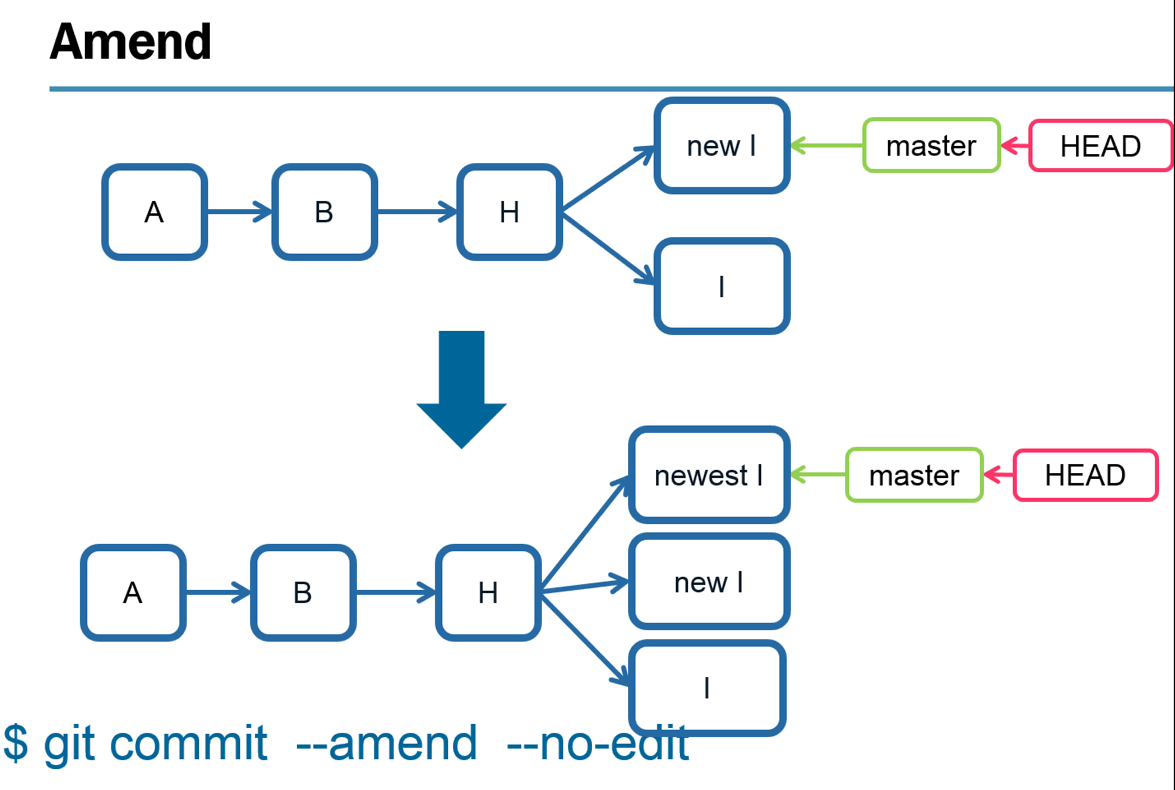 Amend
new I
master
HEAD
A
B
H
I
newest I
master
HEAD
new I
A
B
H
I
$ git commit --amend --no-edit